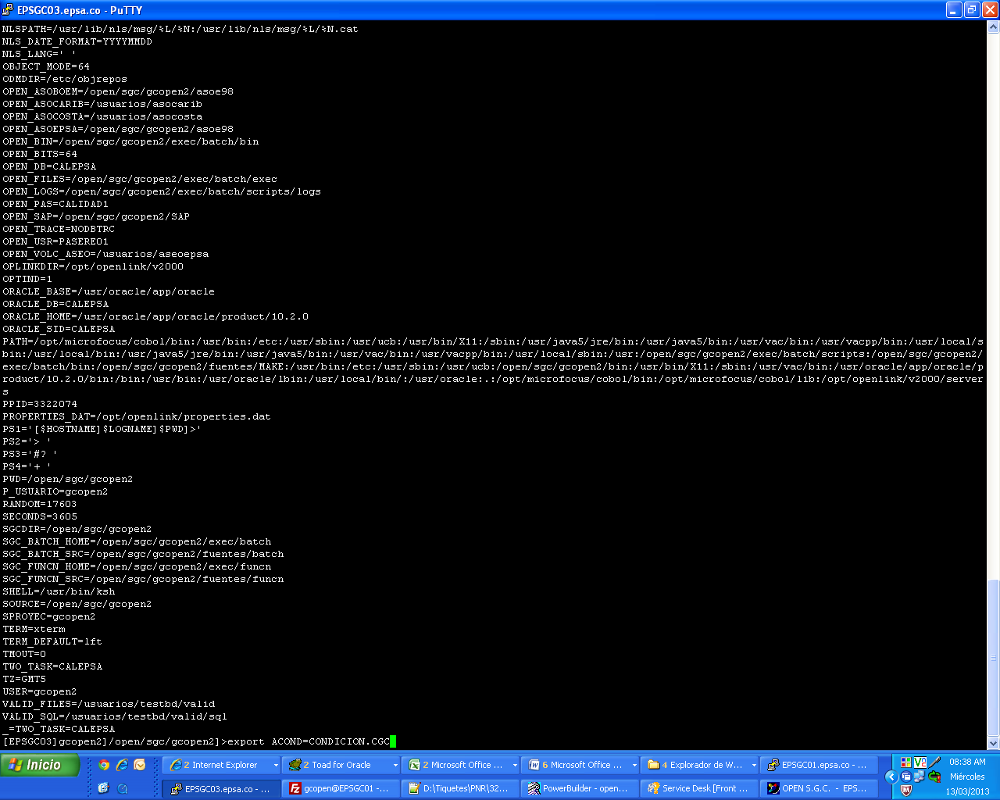 EPSGC03.epsa.co - PuTTY
NLSPATH=/usr/lib/nls/msg/%L/%N:/usr/lib/nls/msg/%L/%N.cat
NLS_DATE_FORMAT=YYYYMMDD
NLS_LANG=' '
OBJECT_MODE=64
ODMDIR=/etc/objrepos
OPEN_ASOBOEM=/open/sgc/gcopen2/asoe98
OPEN_ASOCARIB=/usuarios/asocarib
OPEN_ASOCOSTA=/usuarios/asocosta
OPEN_ASOEPSA=/open/sgc/gcopen2/asoe98
OPEN_BIN=/open/sgc/gcopen2/exec/batch/bin
OPEN_BITS=64
OPEN_DB=CALEPSA
OPEN_FILES=/open/sgc/gcopen2/exec/batch/exec
OPEN_LOGS=/open/sgc/gcopen2/exec/batch/scripts/logs
OPEN_PAS=CALIDAD1
OPEN_SAP=/open/sgc/gcopen2/SAP
OPEN_TRACE=NODBTRC
OPEN_USR=PASERE01
OPEN_VOLC_ASEO=/usuarios/aseoepsa
OPLINKDIR=/opt/openlink/v2000
OPTIND=1
ORACLE_BASE=/usr/oracle/app/oracle
ORACLE_DB=CALEPSA
ORACLE_HOME=/usr/oracle/app/oracle/product/10.2.0
ORACLE_SID=CALEPSA
PATH=/opt/microfocus/cobol/bin:/usr/bin:/etc:/usr/sbin:/usr/ucb:/usr/bin/X11:/sbin:/usr/java5/jre/bin:/usr/java5/bin:/usr/vac/bin:/usr/vacpp/bin:/usr/local/s
bin:/usr/local/bin:/usr/java5/jre/bin:/usr/java5/bin:/usr/vac/bin:/usr/vacpp/bin:/usr/local/sbin:usr:/open/sgc/gcopen2/exec/batch/scripts:/open/sgc/gcopen2/
exec/batch/bin:/open/sgc/gcopen2/fuentes/MAKE:/usr/bin:/etc:/usr/sbin:/usr/ucb:/open/sgc/gcopen2/bin:/usr/bin/X11:/sbin:/usr/vac/bin:/usr/oracle/app/oracle/p
roduct/10.2.0/bin:/bin:/usr/bin:/usr/oracle/lbin:/usr/local/bin/:/usr/oracle:.:/opt/microfocus/cobol/bin:/opt/microfocus/cobol/lib:/opt/openlink/v2000/server
s
PPID=3322074
PROPERTIES_DAT=/opt/openlink/properties.dat
PS1='[$HOSTNAME]$LOGNAME]$PWD]>'
PS2='> '
PS3='#? '
PS4='+ '
PWD=/open/sgc/gcopen2
P_USUARIO=gcopen2
RANDOM=17603
SECONDS=3605
SGCDIR=/open/sgc/gcopen2
SGC_BATCH_HOME=/open/sgc/gcopen2/exec/batch
SGC_BATCH_SRC=/open/sgc/gcopen2/fuentes/batch
SGC_FUNCN_HOME=/open/sgc/gcopen2/exec/funcn
SGC_FUNCN_SRC=/open/sgc/gcopen2/fuentes/funcn
SHELL=/usr/bin/ksh
SOURCE=/open/sgc/gcopen2
SPROYEC=gcopen2
TERM=xterm
TERM_DEFAULT=lft
TMOUT=0
TWO_TASK=CALEPSA
TZ=GMT5
USER=gcopen2
VALID_FILES=/usuarios/testbd/valid
VALID_SQL=/usuarios/testbd/valid/sql
_=TWO_TASK=CALEPSA
[EPSGC03]gcopen2]/open/sgc/gcopen2]>export ACOND=CONDICION.CGC
Inicio
2 Internet Explorer
2 Toad for Oracle
2 Microsoft Office ...
6 Microsoft Office ...
4 Explorador de W...
EPSGC01.epsa.co - ...
08:38 AM
EPSGC03.epsa.co - ...
gcopen@EPSGC01 -...
D:\Tiquetes\PNR\32...
PowerBuilder - open...
Service Desk [Front ...
OPEN S.G.C. - EPS...
Miércoles
13/03/2013